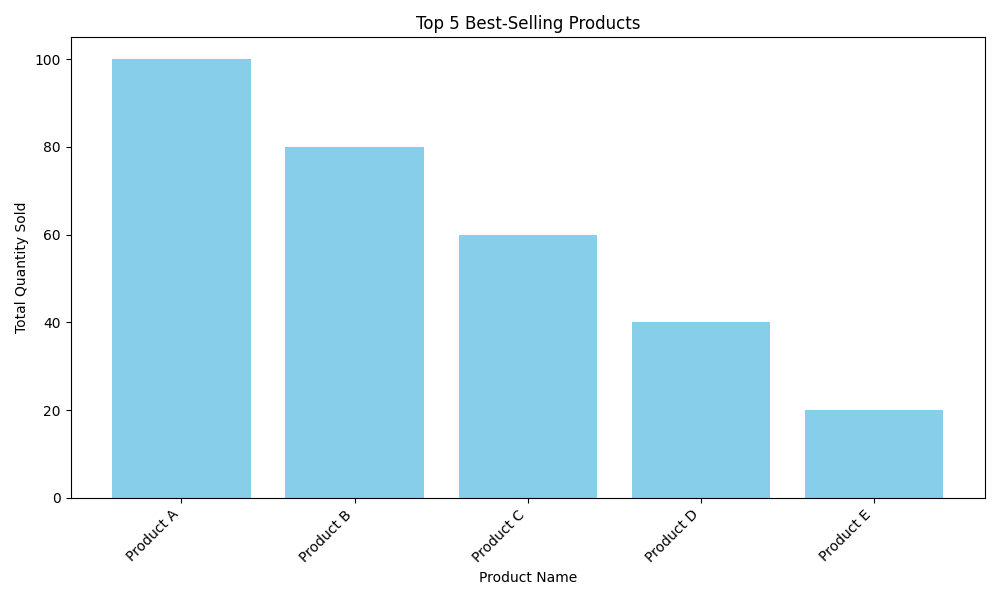 Top 5 Best-Selling Products
Total Quantity Sold
100
80
60
40
20
0
Product A
Product B
Product C
Product D
Product E
Product Name